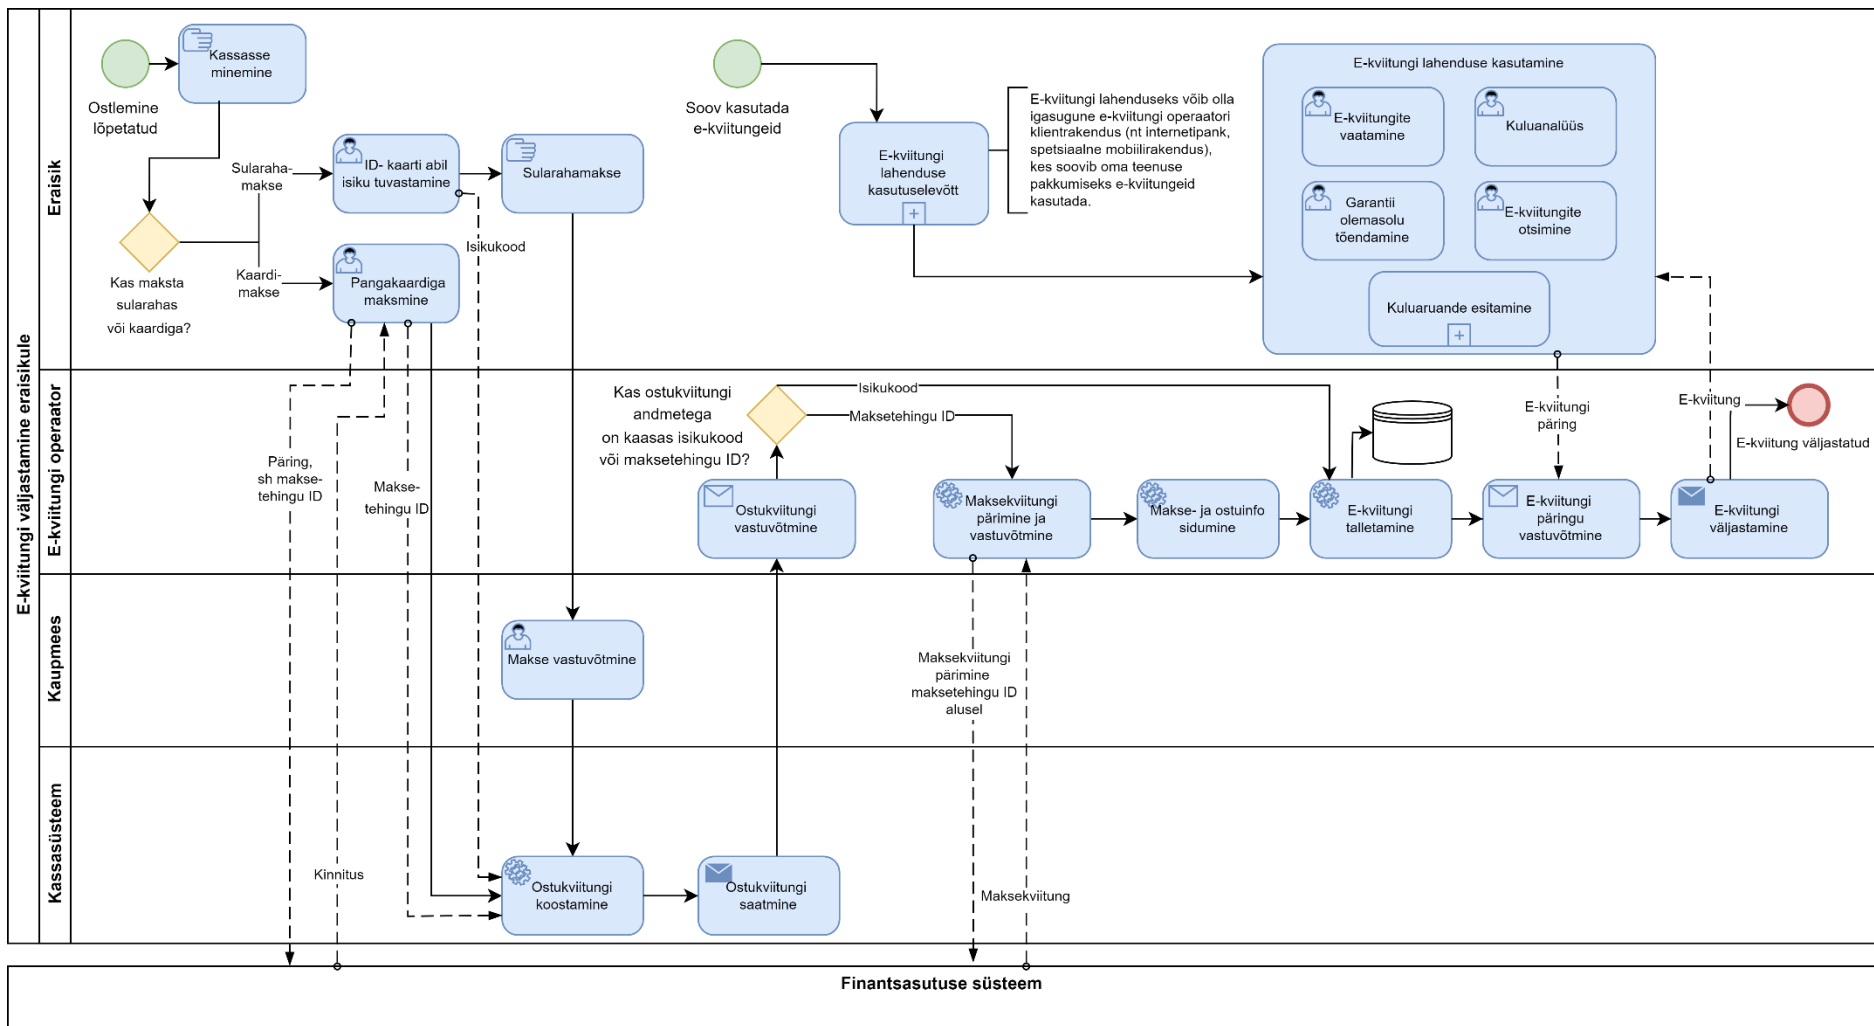 E-kviitungi väljastamine eraisikule
Eraisik
Ostlemine
lõpetatud
Kassasse
minemine
Kas maksta
sularahas
või kaardiga?
Sularaha-
makse
Kaardi-
makse
ID- kaarti abil
isiku tuvastamine
Sularahamakse
Pangakaardiga
maksmine
Isikukood
Soov kasutada
e-kviitungeid
E-kviitungi
lahenduse
kasutuselevõtt
E-kviitungi lahenduseks võib olla
igasugune e-kviitungi operaatori
klientrakendus (nt internetipank,
spetsiaalne mobiilirakendus),
kes soovib oma teenuse
pakkumiseks e-kviitungeid
kasutada.
E-kviitungi lahenduse kasutamine
E-kviitungite
vaatamine
Kuluanalüüs
Garantii
olemasolu
tõendamine
E-kviitungite
otsimine
Kuluaruande esitamine
E-kviitungi operaator
Päring,
sh makse-
tehingu ID
Makse-
tehingu ID
Kas ostukviitungi
andmetega
on kaasas isikukood
või maksetehingu ID?
Isikukood
Maksetehingu ID
Ostukviitungi
vastuvõtmine
Maksekviitungi
pärimine ja
vastuvõtmine
Makse- ja ostuinfo
sidumine
E-kviitungi
talletamine
E-kviitungi
päring
E-kviitungi
päringu
vastuvõtmine
E-kviitungi
väljastamine
E-kviitung
E-kviitung väljastatud
Kaupmees
Makse vastuvõtmine
Maksekviitungi
pärimine
maksetehingu ID
alusel
Kassasüsteem
Kinnitus
Ostukviitungi
koostamine
Ostukviitungi
saatmine
Maksekviitung
Finantsasutuse süsteem